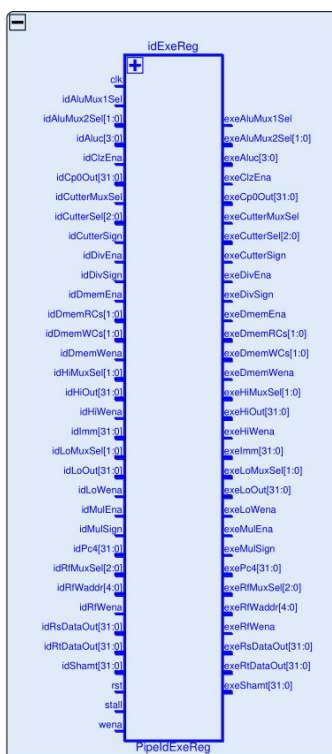 idExeReg
clk
idAluMux1Sel
idAluMux2Sel[1:0] exeAluMux1Sel
idAluc[3:0] exeAluMux2Sel[1:0]
idClzEna exeAluc[3:0]
idCp0Out[31:0] exeClzEna
idCutterMuxSel exeCp0Out[31:0]
idCutterSel[2:0] exeCutterMuxSel
idCutterSign exeCutterSel[2:0]
idDivEna exeCutterSign
idDivSign exeDivEna
idDmemEna exeDivSign
idDmemRCs[1:0] exeDmemEna
idDmemWCs[1:0] exeDmemRCs[1:0]
idDmemWena exeDmemWCs[1:0]
idHiMuxSel[1:0] exeDmemWena
idHiOut[31:0] exeHiMuxSel[1:0]
idHiWena exeHiOut[31:0]
idImm[31:0] exeHiWena
idLoMuxSel[1:0] exeImm[31:0]
idLoOut[31:0] exeLoMuxSel[1:0]
idLoWena exeLoOut[31:0]
idMulEna exeLoWena
idMulSign exeMulEna
idPc4[31:0] exeMulSign
idRfMuxSel[2:0] exePc4[31:0]
idRfWaddr[4:0] exeRfMuxSel[2:0]
idRfWena exeRfWaddr[4:0]
idRsDataOut[31:0] exeRfWena
idRtDataOut[31:0] exeRsDataOut[31:0]
idShamt[31:0] exeRtDataOut[31:0]
rst exeShamt[31:0]
stall
wena
PipeIdExeReg